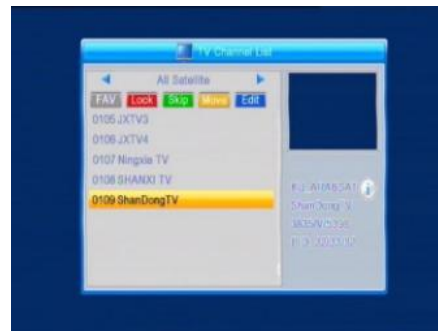 TV Channel List
All Satellite
FAV Lock Skip Move Edit
0105 JXTV3
0106 JXTV4
0107 Ningxia TV
0108 SHANXI TV
0109 ShanDongTV